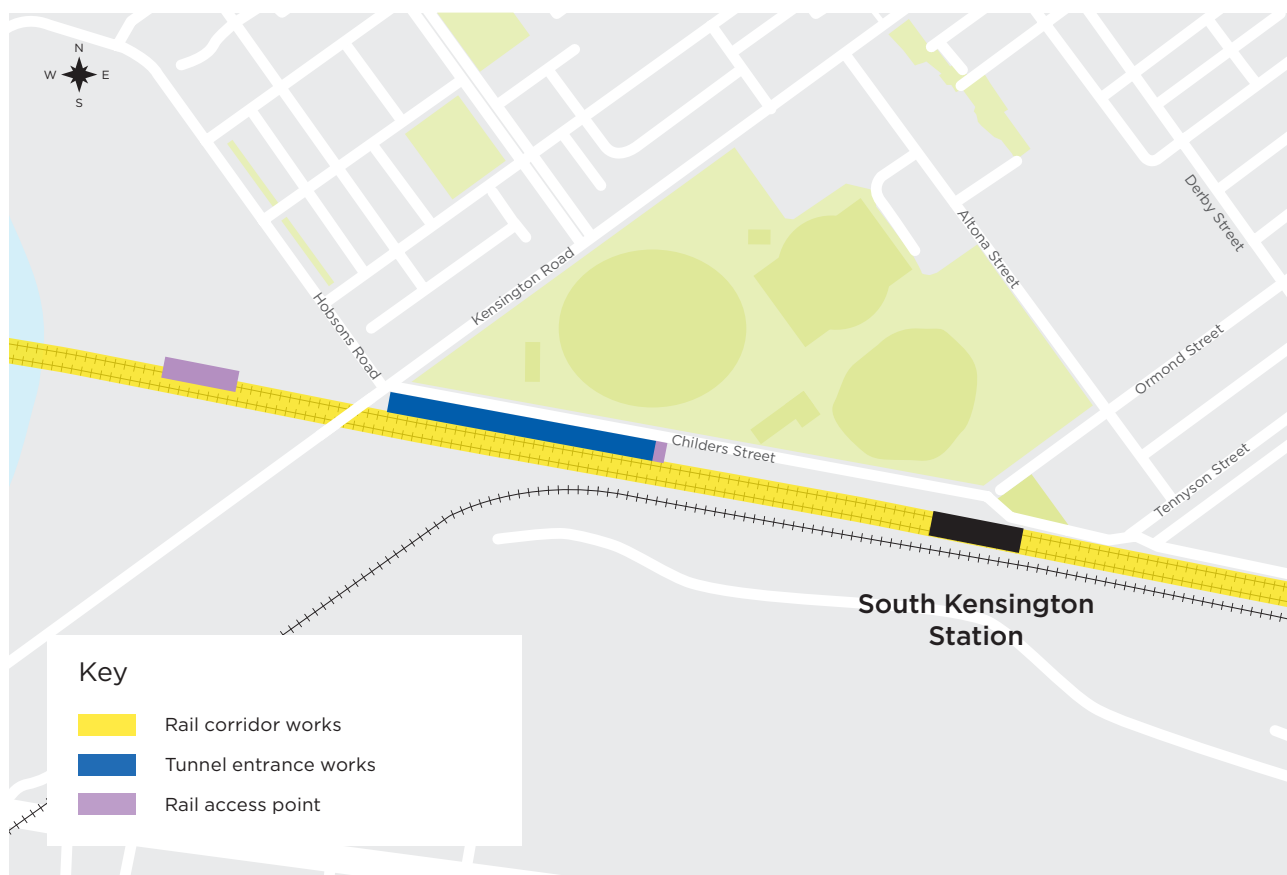 N
W E
S
Derby Street
Altona Street
Kensington Road
Hobsons Road
Ormond Street
Childers Street
Tennyson Street
South Kensington
Station
Key
Rail corridor works
Tunnel entrance works
Rail access point